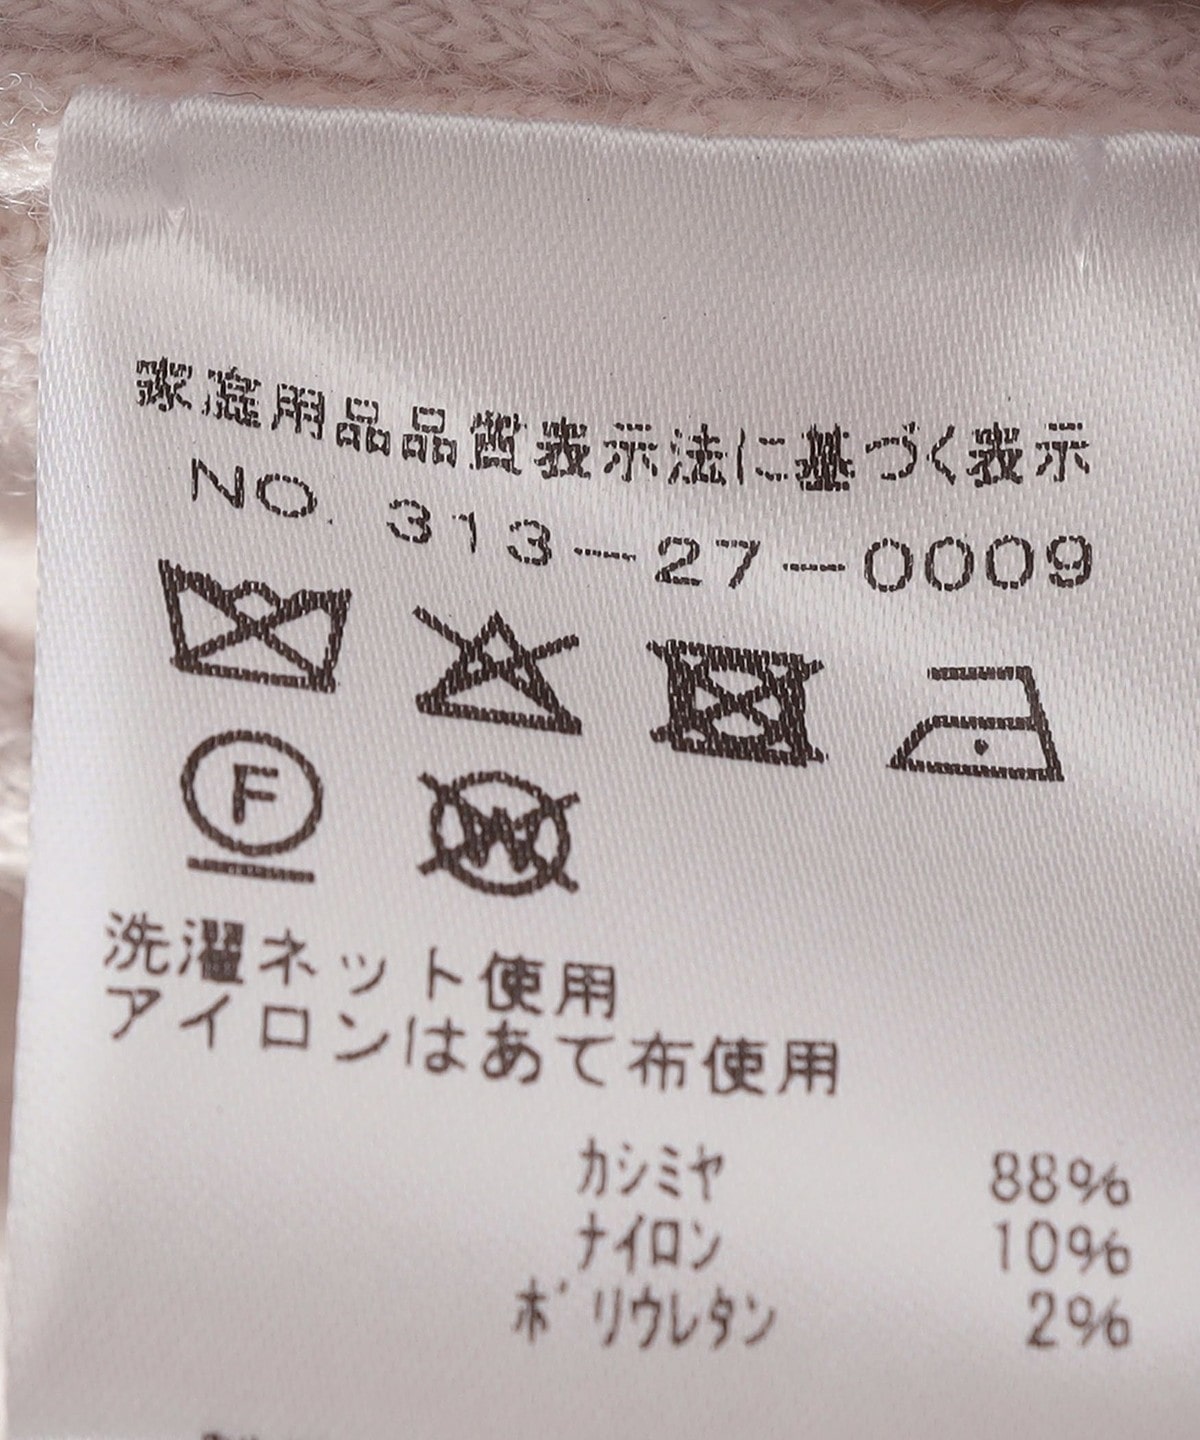 家庭用品品質表示法に基づく表示
NO. 313-27-0009
F W
洗濯ネット使用
アイロンはあて布使用
カシミヤ 88%
ナイロン 10%
ポリウレタン 2%